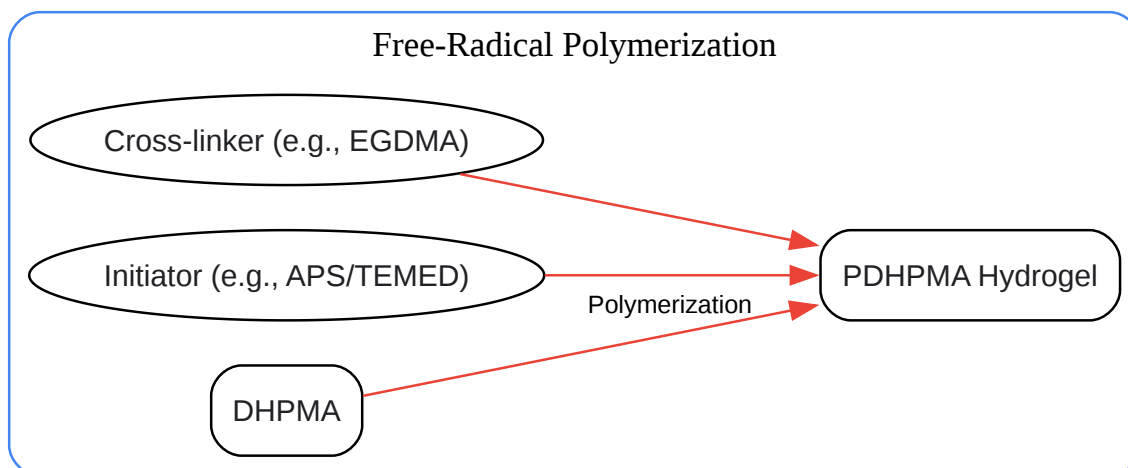 Free-Radical Polymerization
Cross-linker (e.g., EGDMA)
Initiator (e.g., APS/TEMED)
PDHPMA Hydrogel
Polymerization
DHPMA